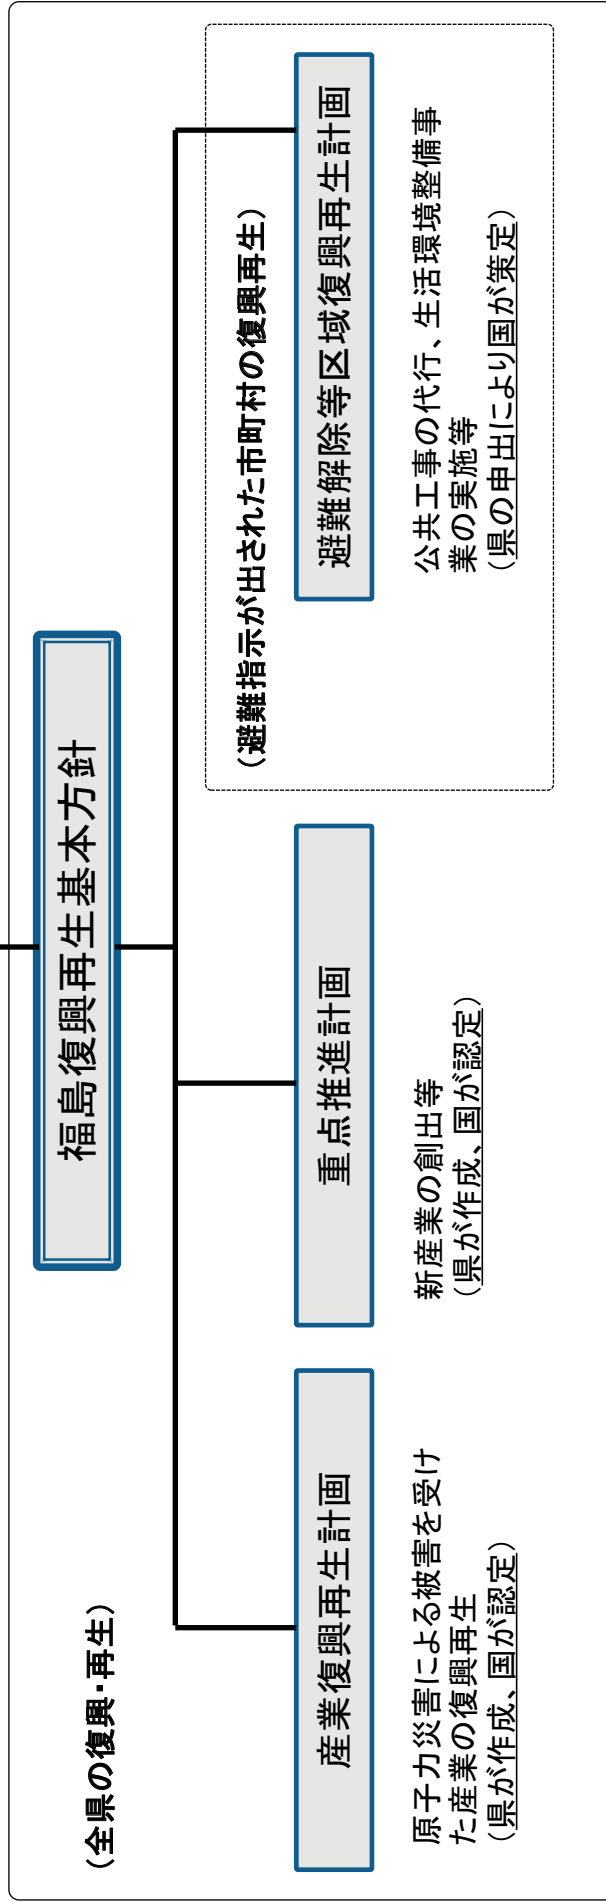 福島復興再生基本方針
(全県の復興・再生)
産業復興再生計画
原子力災害による被害を受け
た産業の復興再生
(県が作成、国が認定)
重点推進計画
新産業の創出等
(県が作成、国が認定)
(避難指示が出された市町村の復興再生)
避難解除等区域復興再生計画
公共工事の代行、生活環境整備事
業の実施等
(県の申出により国が策定)